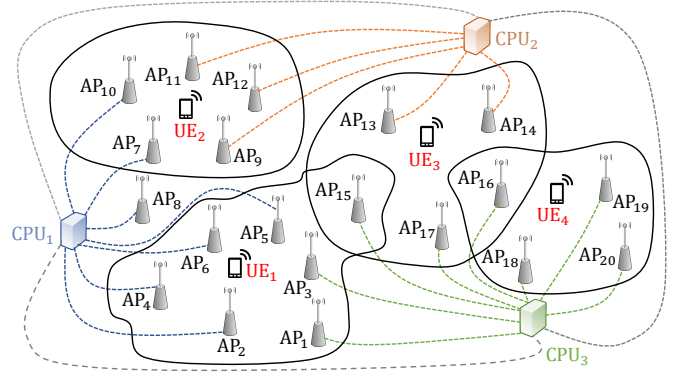 CPU₂
AP₁₁
AP₁₀
AP₁₂
UE₂
AP₁₃
AP₁₄
AP₇
AP₉
UE₃
AP₁₅
AP₁₆
AP₁₉
AP₈
UE₄
CPU₁
AP₅
AP₁₇
AP₆
UE₁
AP₃
AP₁₈
AP₂₀
AP₄
AP₂
AP₁
CPU₃